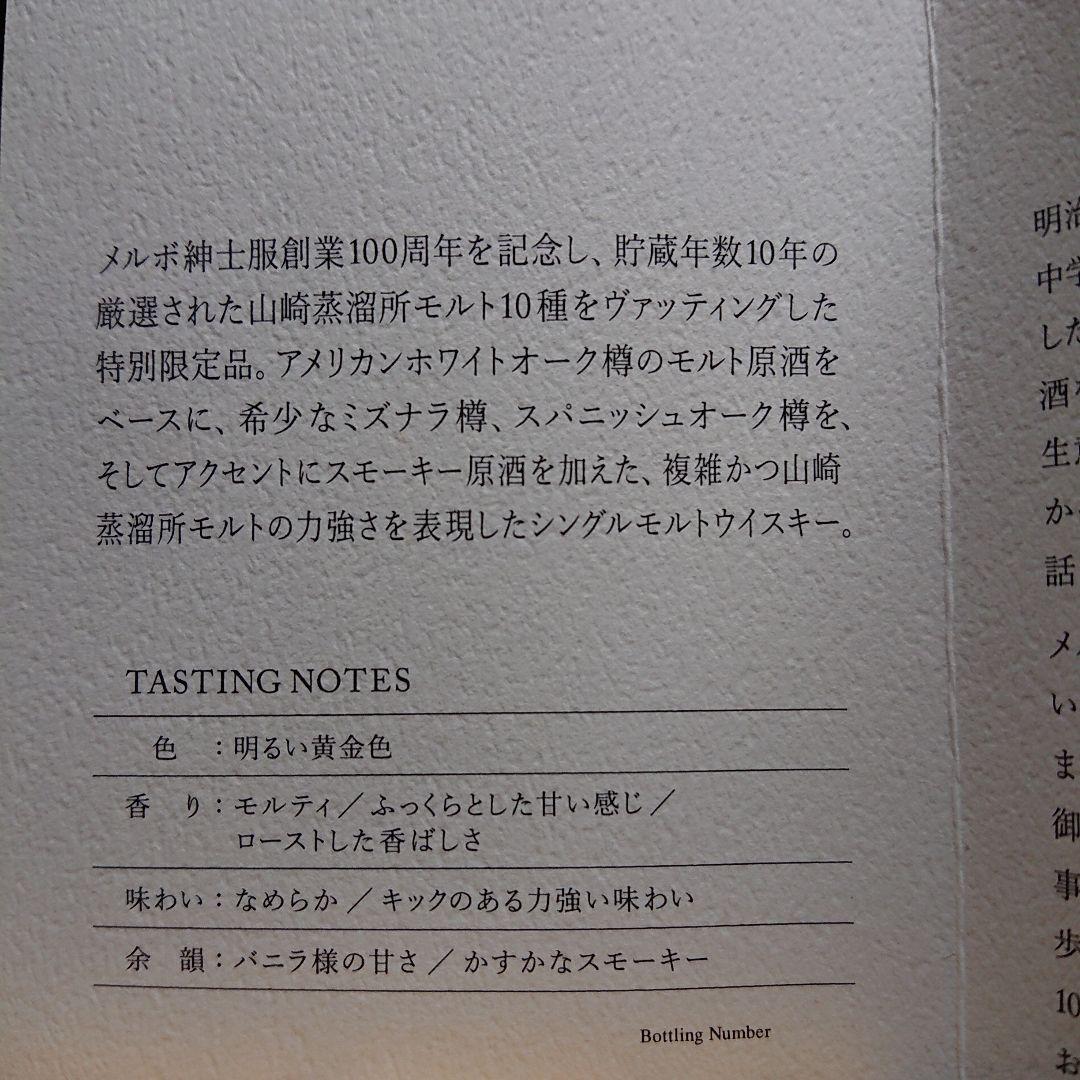 メルボ紳士服創業100周年を記念し、貯蔵年数10年の
厳選された山崎蒸溜所モルト10種をヴァッティングした
特別限定品。アメリカンホワイトオーク樽のモルト原酒を
ベースに、希少なミズナラ樽、スパニッシュオーク樽を、
そしてアクセントにスモーキー原酒を加えた、複雑かつ山崎
蒸溜所モルトの力強さを表現したシングルモルトウイスキー。
TASTING NOTES
色 : 明るい黄金色
香 り : モルティ／ふっくらとした甘い感じ／
ローストした香ばしさ
味わい : なめらか／キックのある力強い味わい
余 韻 : バニラ様の甘さ／かすかなスモーキー
Bottling Number
明治
中学
した
酒
生
か
話
メ
い
ま
御
事
歩
10
お